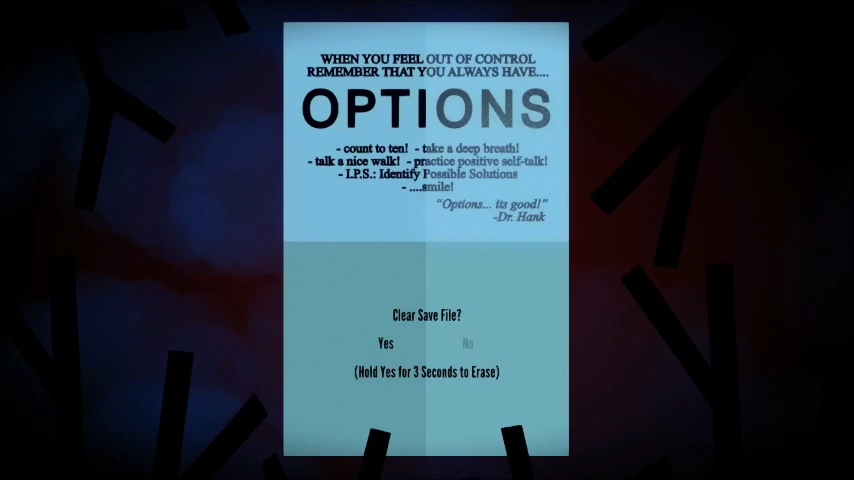 WHEN YOU FEEL OUT OF CONTROL
REMEMBER THAT YOU ALWAYS HAVE....
OPTIONS
- count to ten!  - take a deep breath!
- talk a nice walk!  - practice positive self-talk!
- I.P.S.: Identify Possible Solutions
- ....smile!
"Options... its good!"
-Dr. Hank
Clear Save File?
Yes No
(Hold Yes for 3 Seconds to Erase)